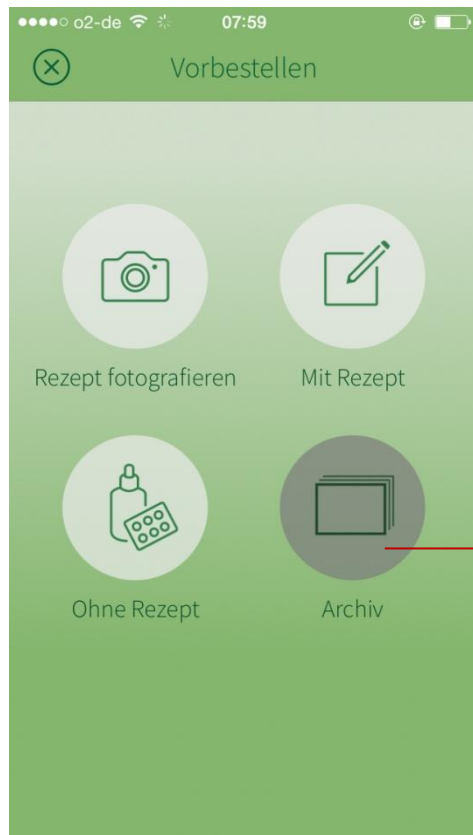 o2-de 07:59
Vorbestellen
Rezept fotografieren Mit Rezept
Ohne Rezept Archiv